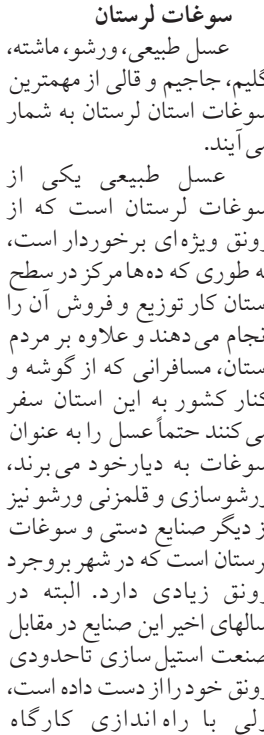 سوغات لرستان
عسل طبیعی، ورشو، ماشته،
گلیم، جاجیم و قالی از مهمترین
سوغات استان لرستان به شمار
می‌آیند.
عسل طبیعی یکی از
سوغات لرستان است که از
رونق ویژه‌ای برخوردار است،
به طوری که ده‌ها مرکز در سطح
استان کار توزیع و فروش آن را
انجام می‌دهند و علاوه بر مردم
استان، مسافرانی که از گوشه و
کنار کشور به این استان سفر
می‌کنند حتماً عسل را به عنوان
سوغات به دیار خود می‌برند،
ورشوسازی و قلمزنی ورشو نیز
از دیگر صنایع دستی و سوغات
لرستان است که در شهر بروجرد
رونق زیادی دارد. البته در
سالهای اخیر این صنایع در مقابل
صنعت استیل‌سازی تاحدودی
رونق خود را از دست داده است،
ولی با راه‌اندازی کارگاه